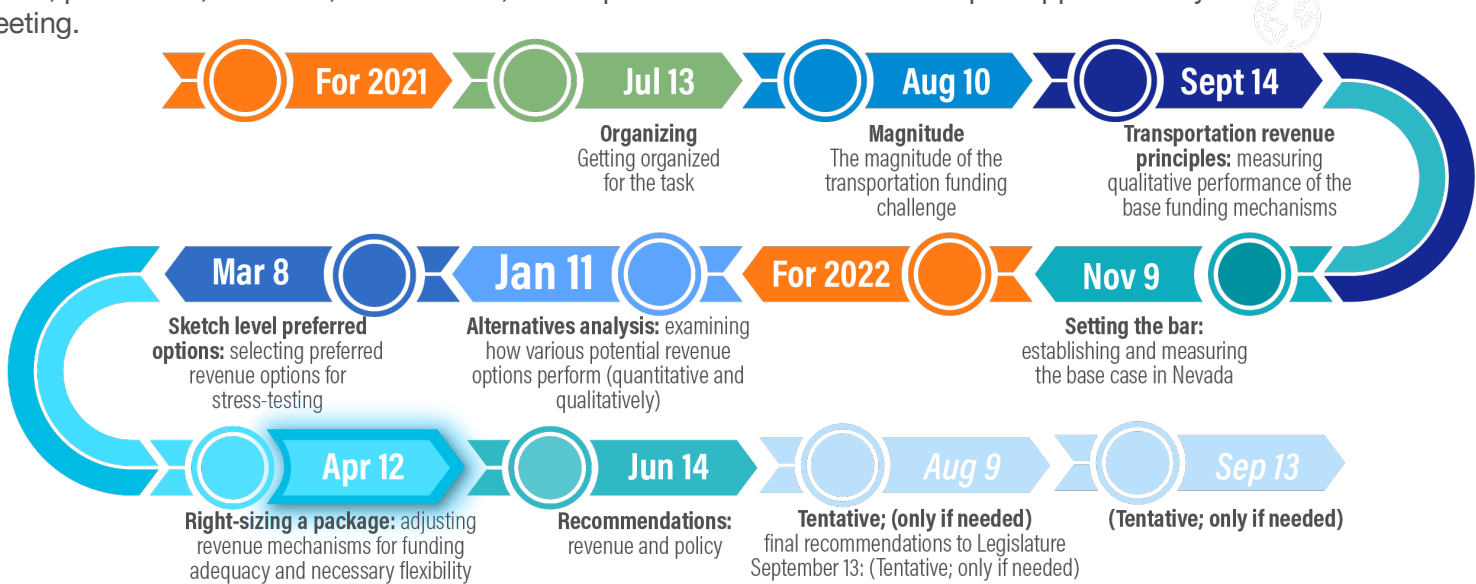 eeting.
For 2021
Jul 13
Aug 10
Sept 14
Organizing
Getting organized
for the task
Magnitude
The magnitude of the
transportation funding
challenge
Transportation revenue
principles: measuring
qualitative performance of the
base funding mechanisms
Mar 8
Jan 11
For 2022
Nov 9
Sketch level preferred
options: selecting preferred
revenue options for
stress-testing
Alternatives analysis: examining
how various potential revenue
options perform (quantitative and
qualitatively)
Setting the bar:
establishing and measuring
the base case in Nevada
Apr 12
Jun 14
Aug 9
Sep 13
Right-sizing a package: adjusting
revenue mechanisms for funding
adequacy and necessary flexibility
Recommendations:
revenue and policy
Tentative; (only if needed)
final recommendations to Legislature
September 13: (Tentative; only if needed)
(Tentative; only if needed)